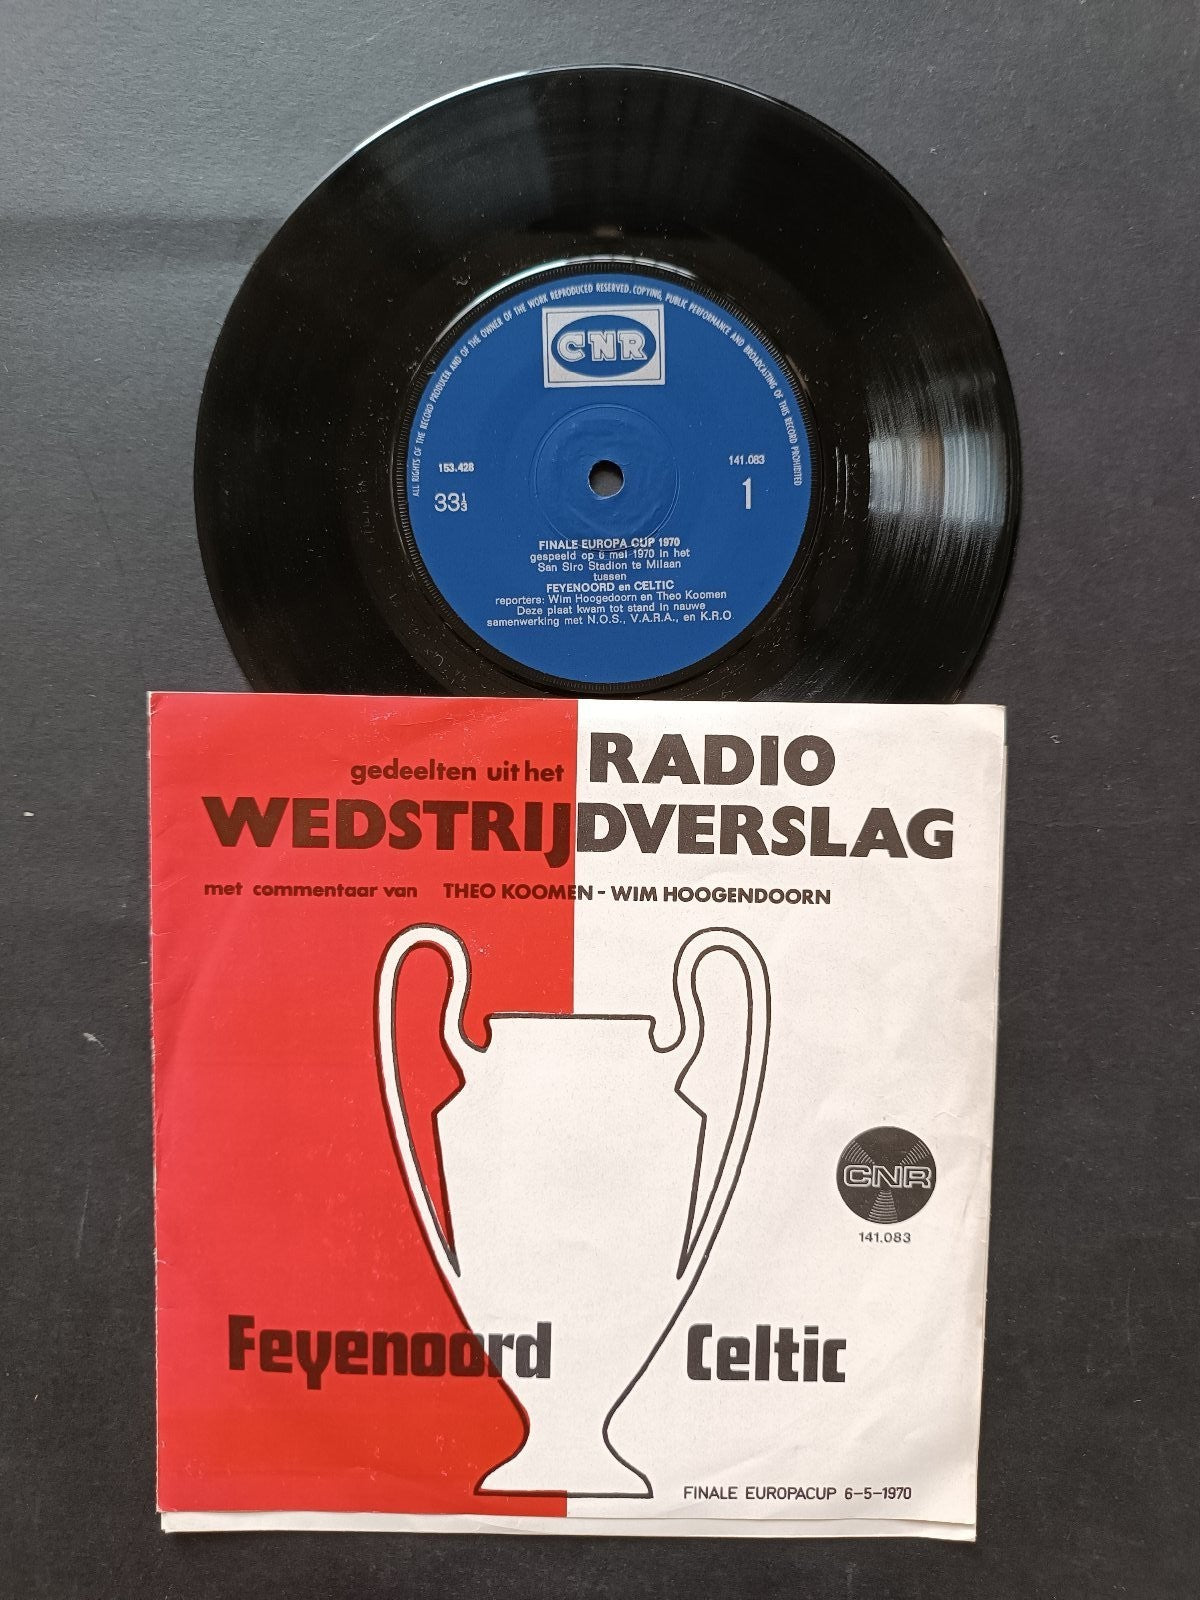 ALL RIGHTS OF THE RECORD PRODUCER AND OF THE OWNER OF THE WORK REPRODUCED RESERVED. COPYING, PUBLIC PERFORMANCE AND BROADCASTING OF THIS RECORD PROHIBITED
CNR
153.428
141.083
33⅓
1
FINALE EUROPA CUP 1970
gespeeld op 6 mei 1970 in het
San Siro Stadion te Milaan
tussen
FEYENOORD en CELTIC
reporters: Wim Hoogedoorn en Theo Koomen
Deze plaat kwam tot stand in nauwe
samenwerking met N.O.S., V.A.R.A., en K.R.O.
gedeelten uit het RADIO
WEDSTRIJDVERSLAG
met commentaar van THEO KOOMEN - WIM HOOGENDOORN
CNR
141.083
Feyenoord Celtic
FINALE EUROPACUP 6-5-1970